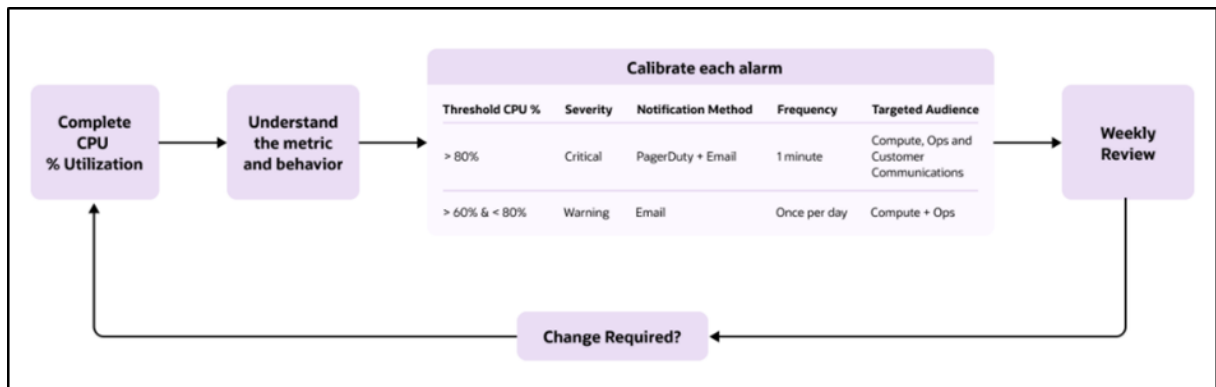 Complete
CPU
% Utilization
Understand
the metric
and behavior
Calibrate each alarm
Threshold CPU % Severity Notification Method Frequency Targeted Audience
> 80% Critical PagerDuty + Email 1 minute Compute, Ops and
Customer
Communications
> 60% & < 80% Warning Email Once per day Compute + Ops
Weekly
Review
Change Required?